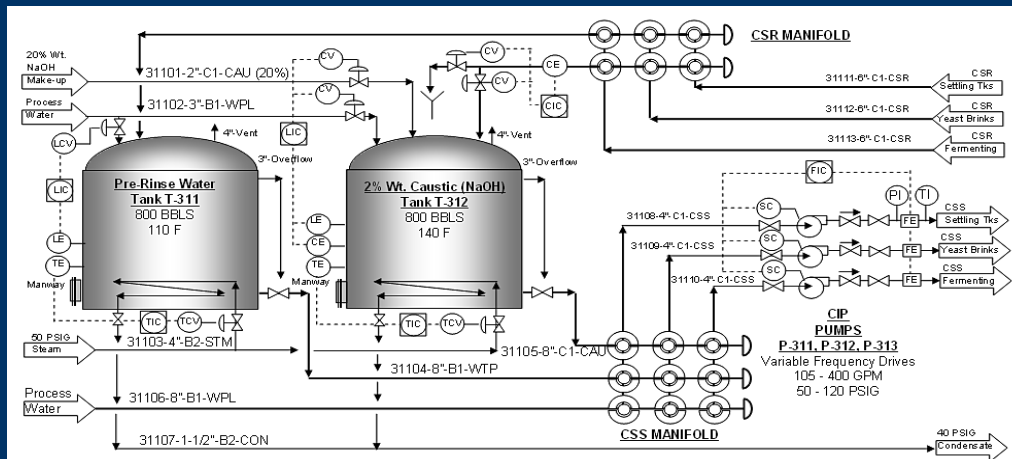 20% Wt.
NaOH
Make-up
31101-2"-C1-CAU (20%)
CV
CV
CE
CV
CIC
CSR MANIFOLD
31111-6"-C1-CSR
CSR
Settling Tks
31112-6"-C1-CSR
CSR
Yeast Brinks
31113-6"-C1-CSR
CSR
Fermenting
Process
Water
31102-3"-B1-WPL
CV
LCV
LIC
4"-Vent
3"-Overflow
LIC
4"-Vent
3"-Overflow
Pre-Rinse Water
Tank T-311
800 BBLS
110 F
2% Wt. Caustic (NaOH)
Tank T-312
800 BBLS
140 F
LE
TE
Manway
LE
CE
TE
Manway
TIC
TCV
TIC
TCV
FIC
PI
TI
31108-4"-C1-CSS
SC
FE
CSS
Settling Tks
31109-4"-C1-CSS
SC
FE
CSS
Yeast Brinks
31110-4"-C1-CSS
SC
FE
CSS
Fermenting
50 PSIG
Steam
31103-4"-B2-STM
31105-8"-C1-CAU
31104-8"-B1-WTP
CIP
PUMPS
P-311, P-312, P-313
Variable Frequency Drives
105 - 400 GPM
50 - 120 PSIG
Process
Water
31106-8"-B1-WPL
CSS MANIFOLD
31107-1-1/2"-B2-CON
40 PSIG
Condensate